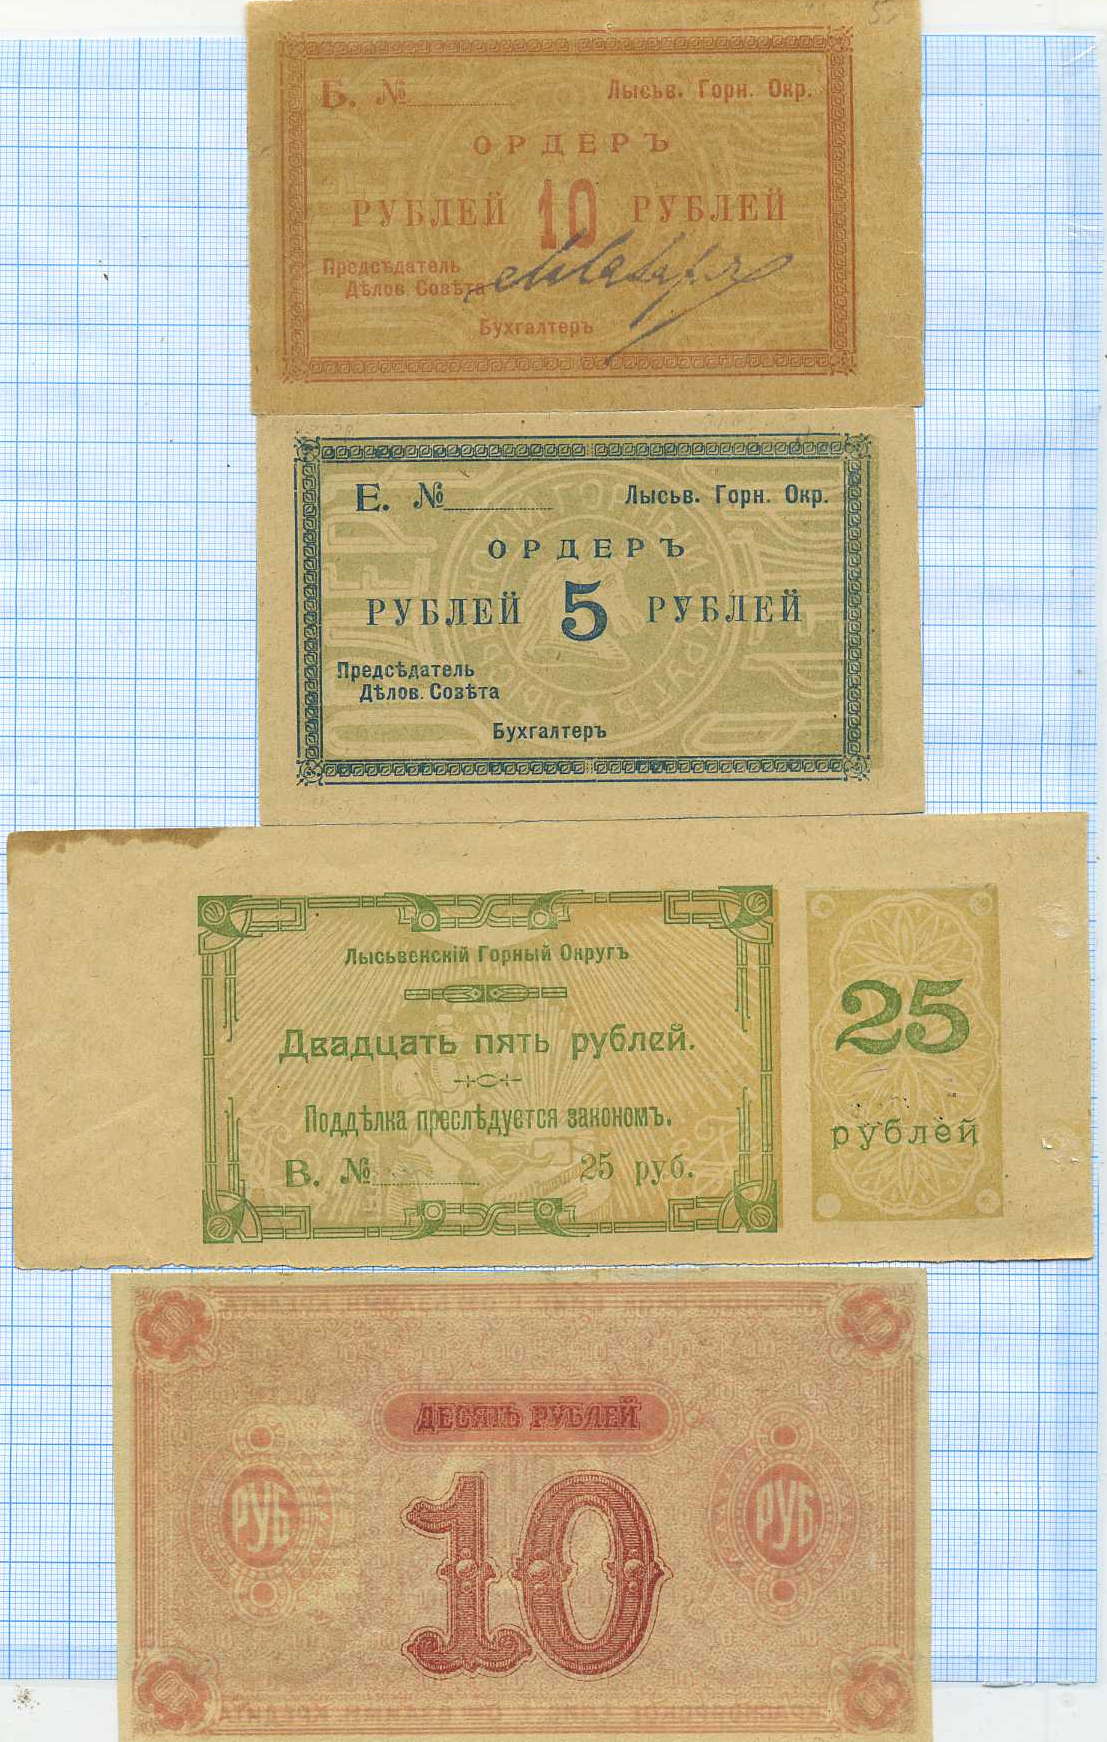 Б. № Лысьв. Горн. Окр.
ОРДЕРЪ
РУБЛЕЙ 10 РУБЛЕЙ
Предсѣдатель
Дѣлов. Совѣта
Бухгалтеръ
Е. № Лысьв. Горн. Окр.
ОРДЕРЪ
РУБЛЕЙ 5 РУБЛЕЙ
Предсѣдатель
Дѣлов. Совѣта
Бухгалтеръ
Лысьвенскій Горный Округъ
Двадцать пять рублей.
Поддѣлка преслѣдуется закономъ.
В. № 25 руб.
25
рублей
ДЕСЯТЬ РУБЛЕЙ
РУБ 10 РУБ